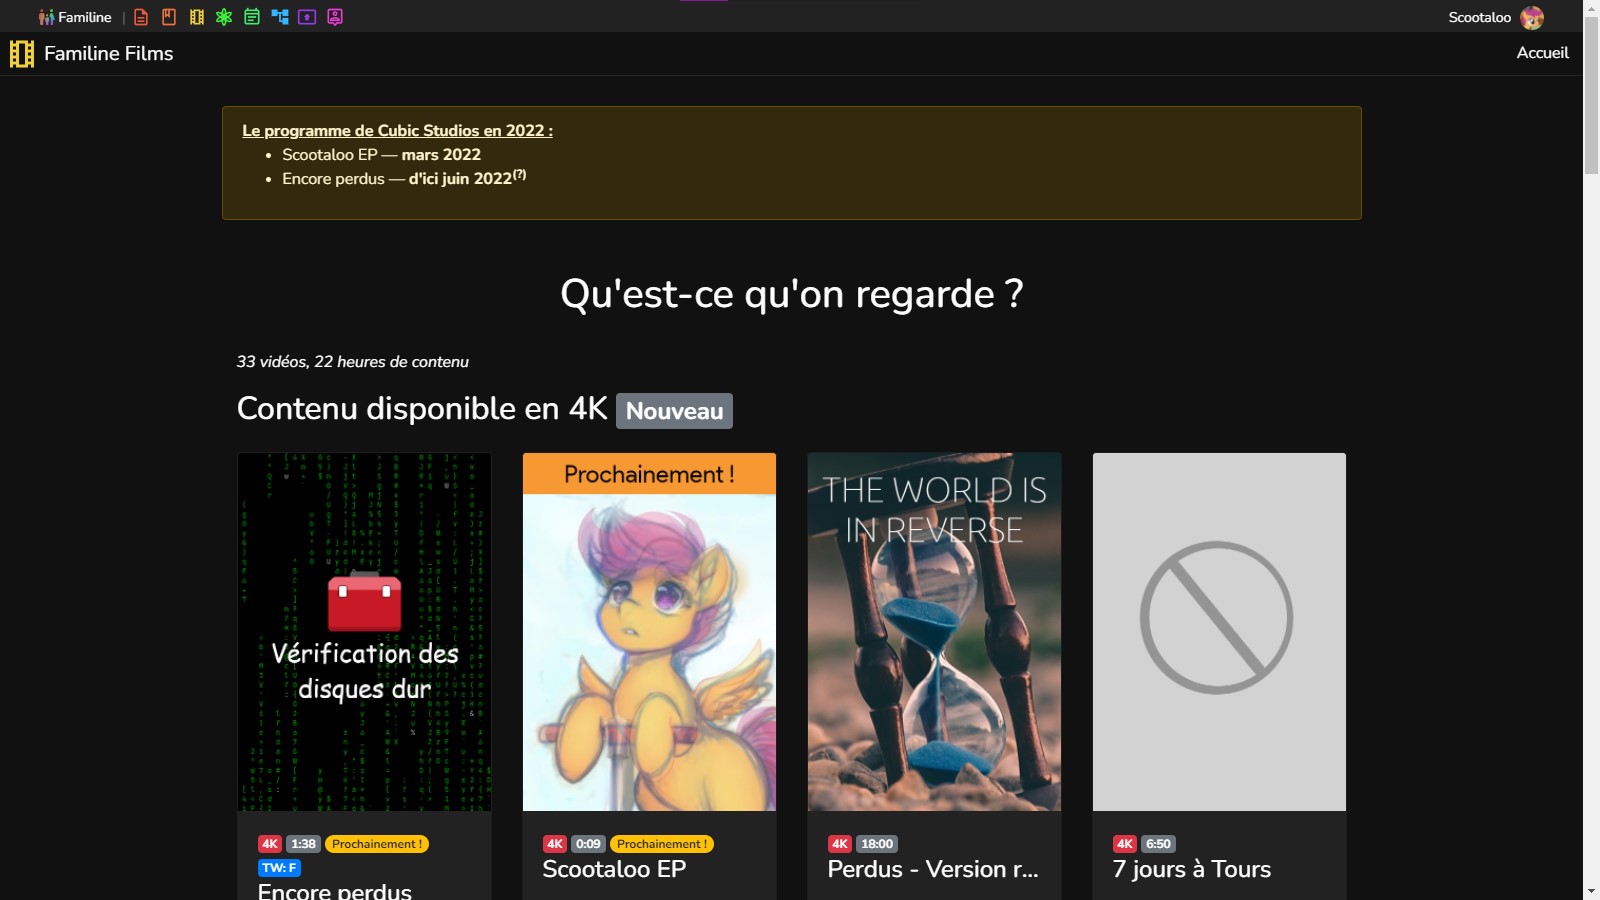 Familine
Scootaloo
Familine Films
Accueil
Le programme de Cubic Studios en 2022 :
Scootaloo EP — mars 2022
Encore perdus — d'ici juin 2022(?)
Qu'est-ce qu'on regarde ?
33 vidéos, 22 heures de contenu
Contenu disponible en 4K Nouveau
Vérification des
disques dur
Prochainement !
THE WORLD IS
IN REVERSE
4K 1:38 Prochainement !
TW: F
Encore perdus
4K 0:09 Prochainement !
Scootaloo EP
4K 18:00
Perdus - Version r...
4K 6:50
7 jours à Tours